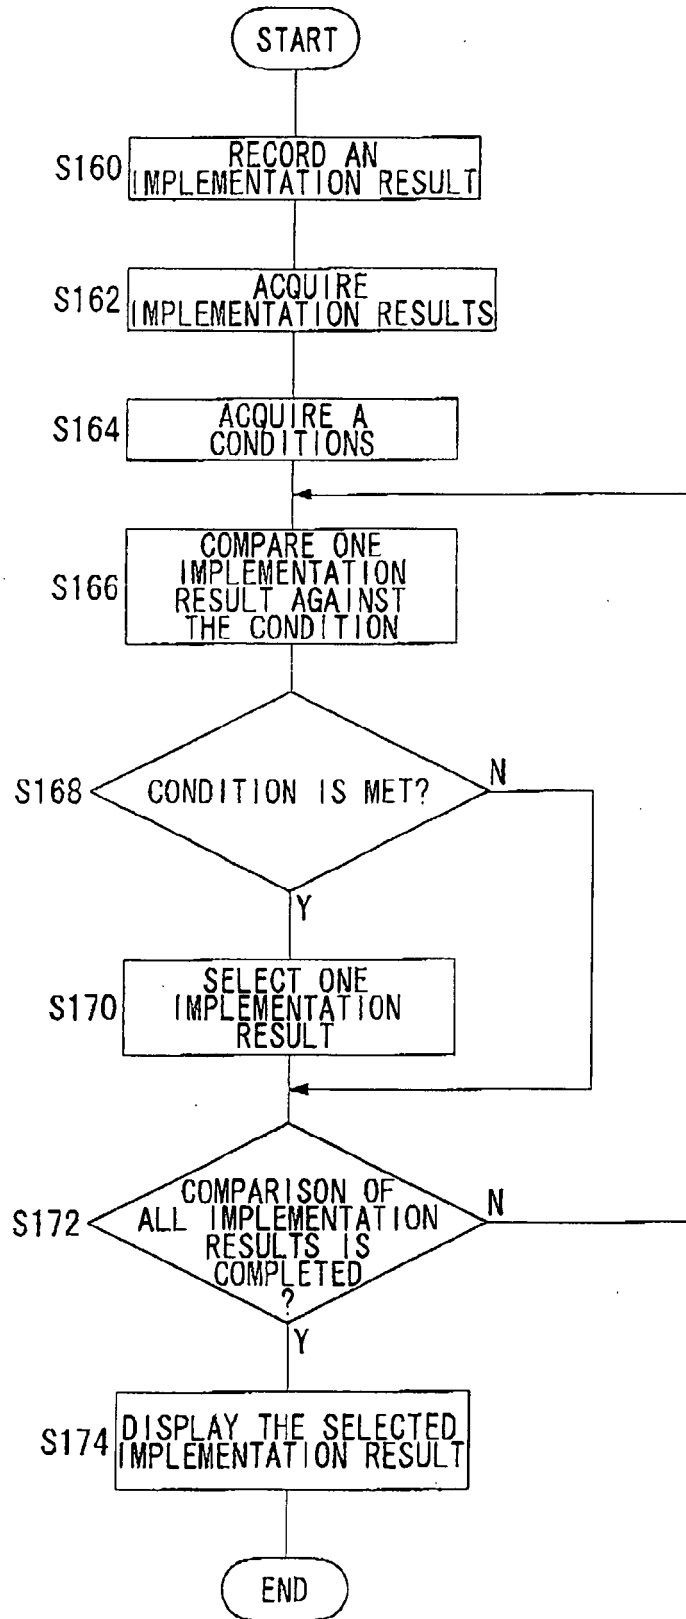 START
S160
RECORD AN
IMPLEMENTATION RESULT
S162
ACQUIRE
IMPLEMENTATION RESULTS
S164
ACQUIRE A
CONDITIONS
S166
COMPARE ONE
IMPLEMENTATION
RESULT AGAINST
THE CONDITION
S168
CONDITION IS MET?
N
Y
S170
SELECT ONE
IMPLEMENTATION
RESULT
S172
COMPARISON OF
ALL IMPLEMENTATION
RESULTS IS
COMPLETED
?
N
Y
S174
DISPLAY THE SELECTED
IMPLEMENTATION RESULT
END